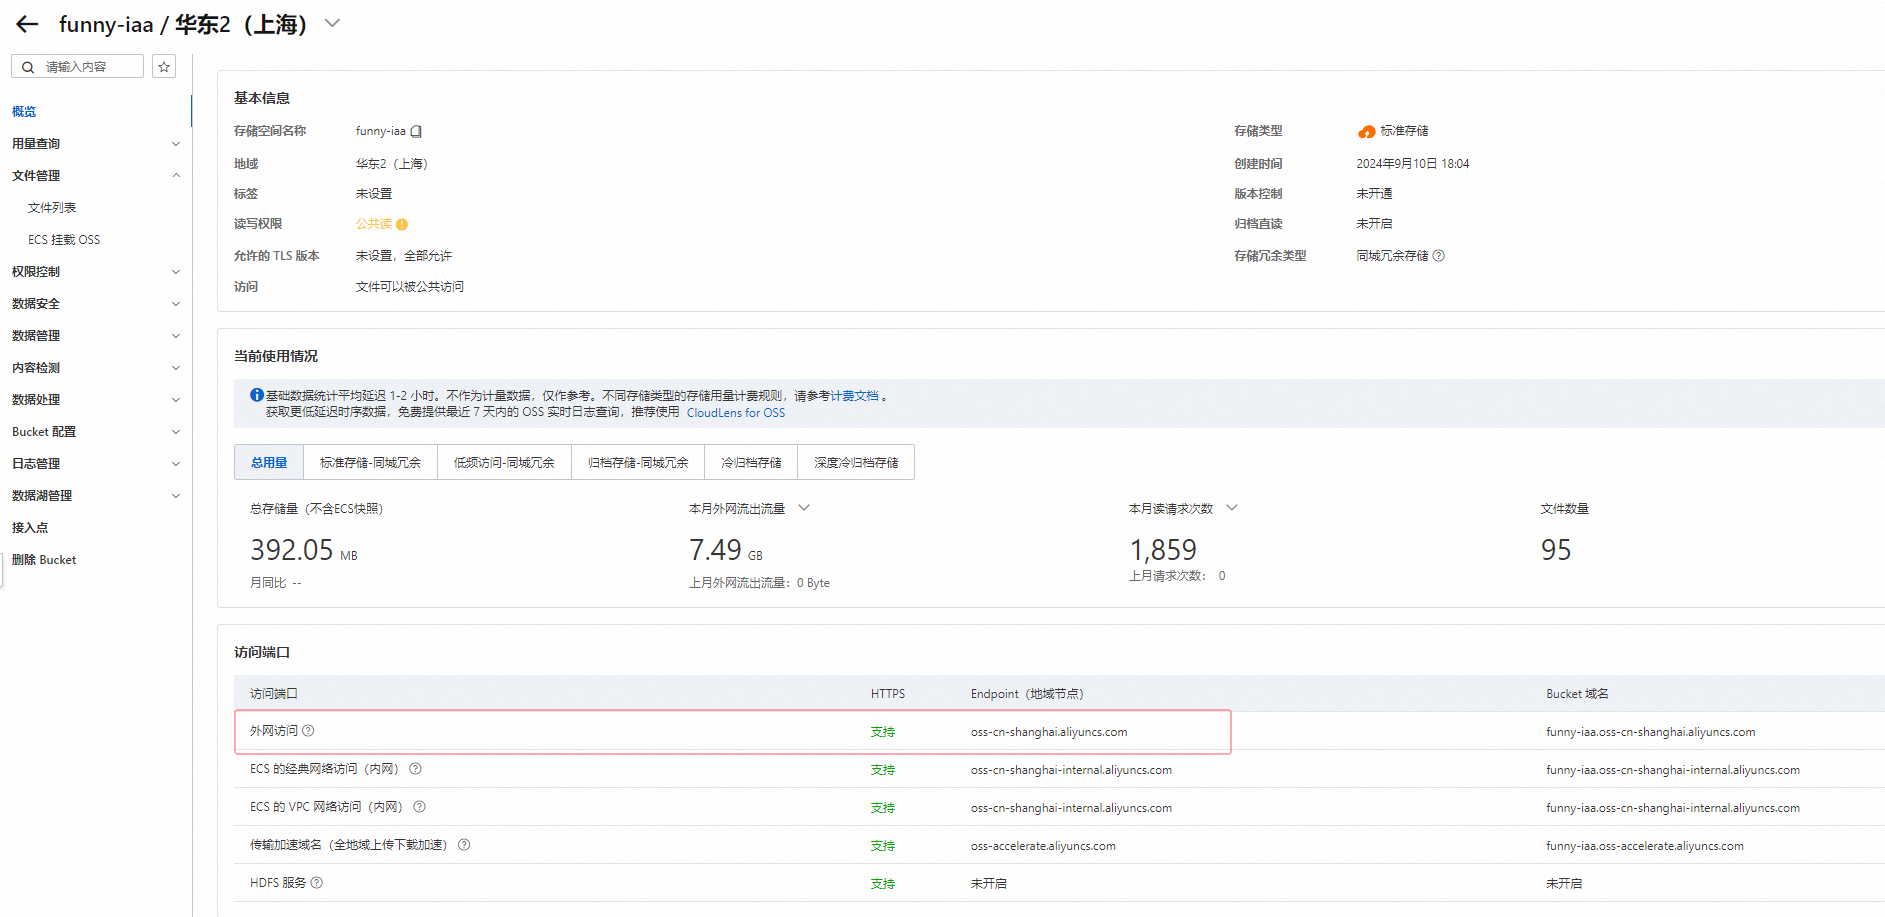 funny-iaa / 华东2（上海）
请输入内容
概览
用量查询
文件管理
文件列表
ECS 挂载 OSS
权限控制
数据安全
数据管理
内容检测
数据处理
Bucket 配置
日志管理
数据湖管理
接入点
删除 Bucket
基本信息
存储空间名称 funny-iaa 存储类型 标准存储
地域 华东2（上海） 创建时间 2024年9月10日 18:04
标签 未设置 版本控制 未开通
读写权限 公共读 归档直读 未开启
允许的 TLS 版本 未设置，全部允许 存储冗余类型 同城冗余存储
访问 文件可以被公共访问
当前使用情况
基础数据统计平均延迟 1-2 小时。不作为计量数据，仅作参考。不同存储类型的存储用量计费规则，请参考计费文档 。
获取更低延迟时序数据，免费提供最近 7 天内的 OSS 实时日志查询，推荐使用 CloudLens for OSS
总用量 标准存储-同城冗余 低频访问-同城冗余 归档存储-同城冗余 冷归档存储 深度冷归档存储
总存储量（不含ECS快照） 本月外网流出流量 本月读请求次数 文件数量
392.05 MB 7.49 GB 1,859 95
月同比 -- 上月外网流出流量：0 Byte 上月请求次数： 0
访问端口
访问端口 HTTPS Endpoint（地域节点） Bucket 域名
外网访问 支持 oss-cn-shanghai.aliyuncs.com funny-iaa.oss-cn-shanghai.aliyuncs.com
ECS 的经典网络访问（内网） 支持 oss-cn-shanghai-internal.aliyuncs.com funny-iaa.oss-cn-shanghai-internal.aliyuncs.com
ECS 的 VPC 网络访问（内网） 支持 oss-cn-shanghai-internal.aliyuncs.com funny-iaa.oss-cn-shanghai-internal.aliyuncs.com
传输加速域名（全地域上传下载加速） 支持 oss-accelerate.aliyuncs.com funny-iaa.oss-accelerate.aliyuncs.com
HDFS 服务 支持 未开启 未开启